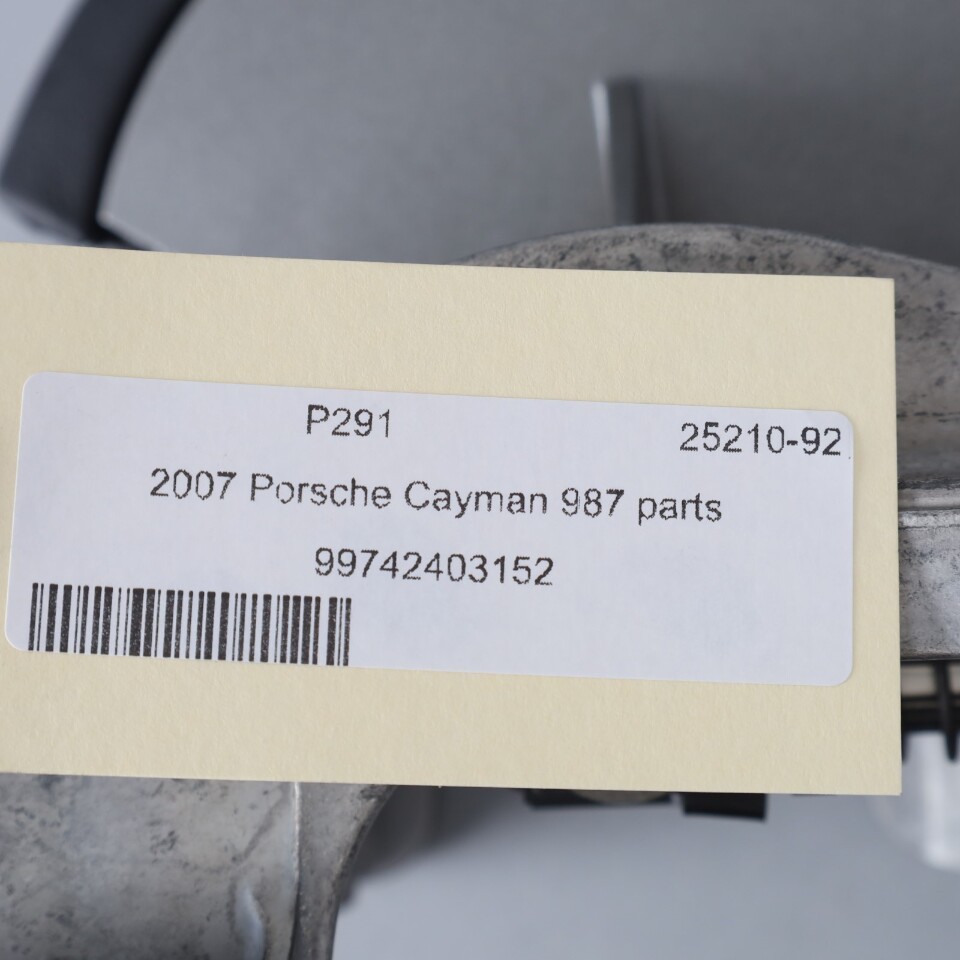 P291 25210-92
2007 Porsche Cayman 987 parts
99742403152